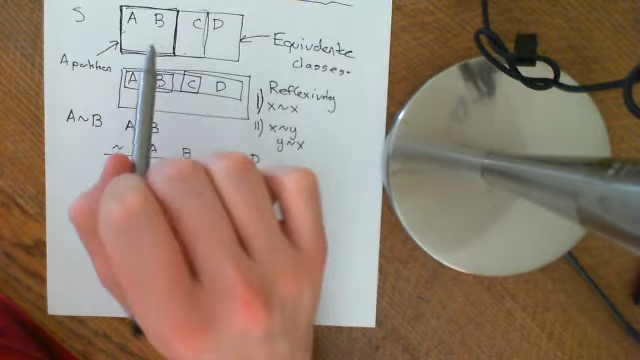 S
A B C D
A partition
Equivalence
classes.
A B C D
Reflexivity
I) x~x
II) x~y
y~x
A~B A B
~ A B D